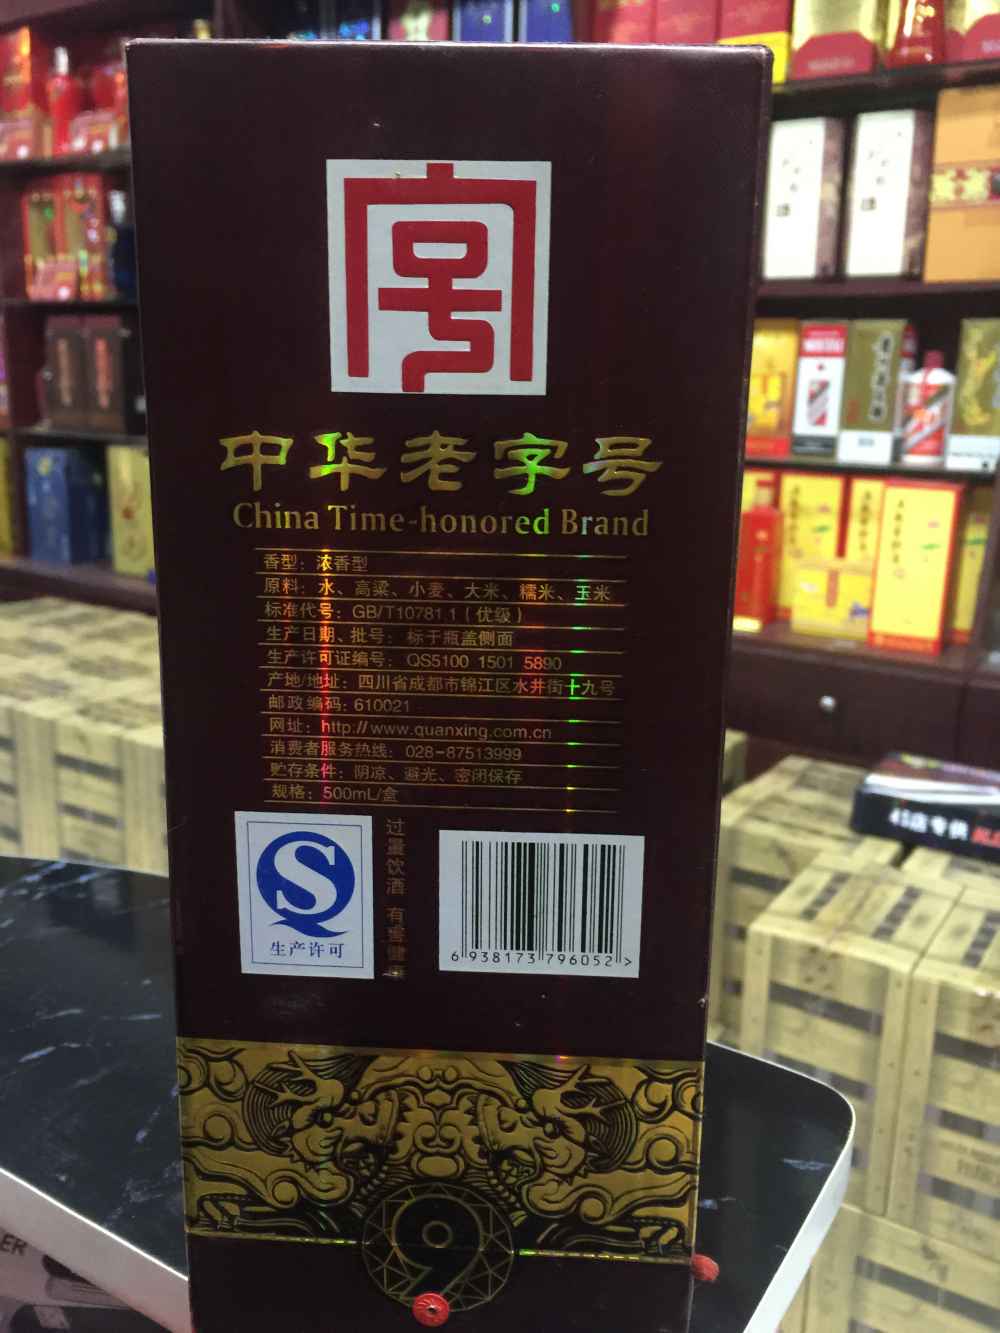 中华老字号
China Time-honored Brand
香型：浓香型
原料：水、高粱、小麦、大米、糯米、玉米
标准代号：GB/T10781.1（优级）
生产日期、批号：标于瓶盖侧面
生产许可证编号：QS5100 1501 5890
产地/地址：四川省成都市锦江区水井街十九号
邮政编码：610021
网址：http://www.quanxing.com.cn
消费者服务热线：028-87513999
贮存条件：阴凉、避光、密闭保存
规格：500mL/盒
生产许可
过量饮酒 有害健康
6 938173 796052 >
9